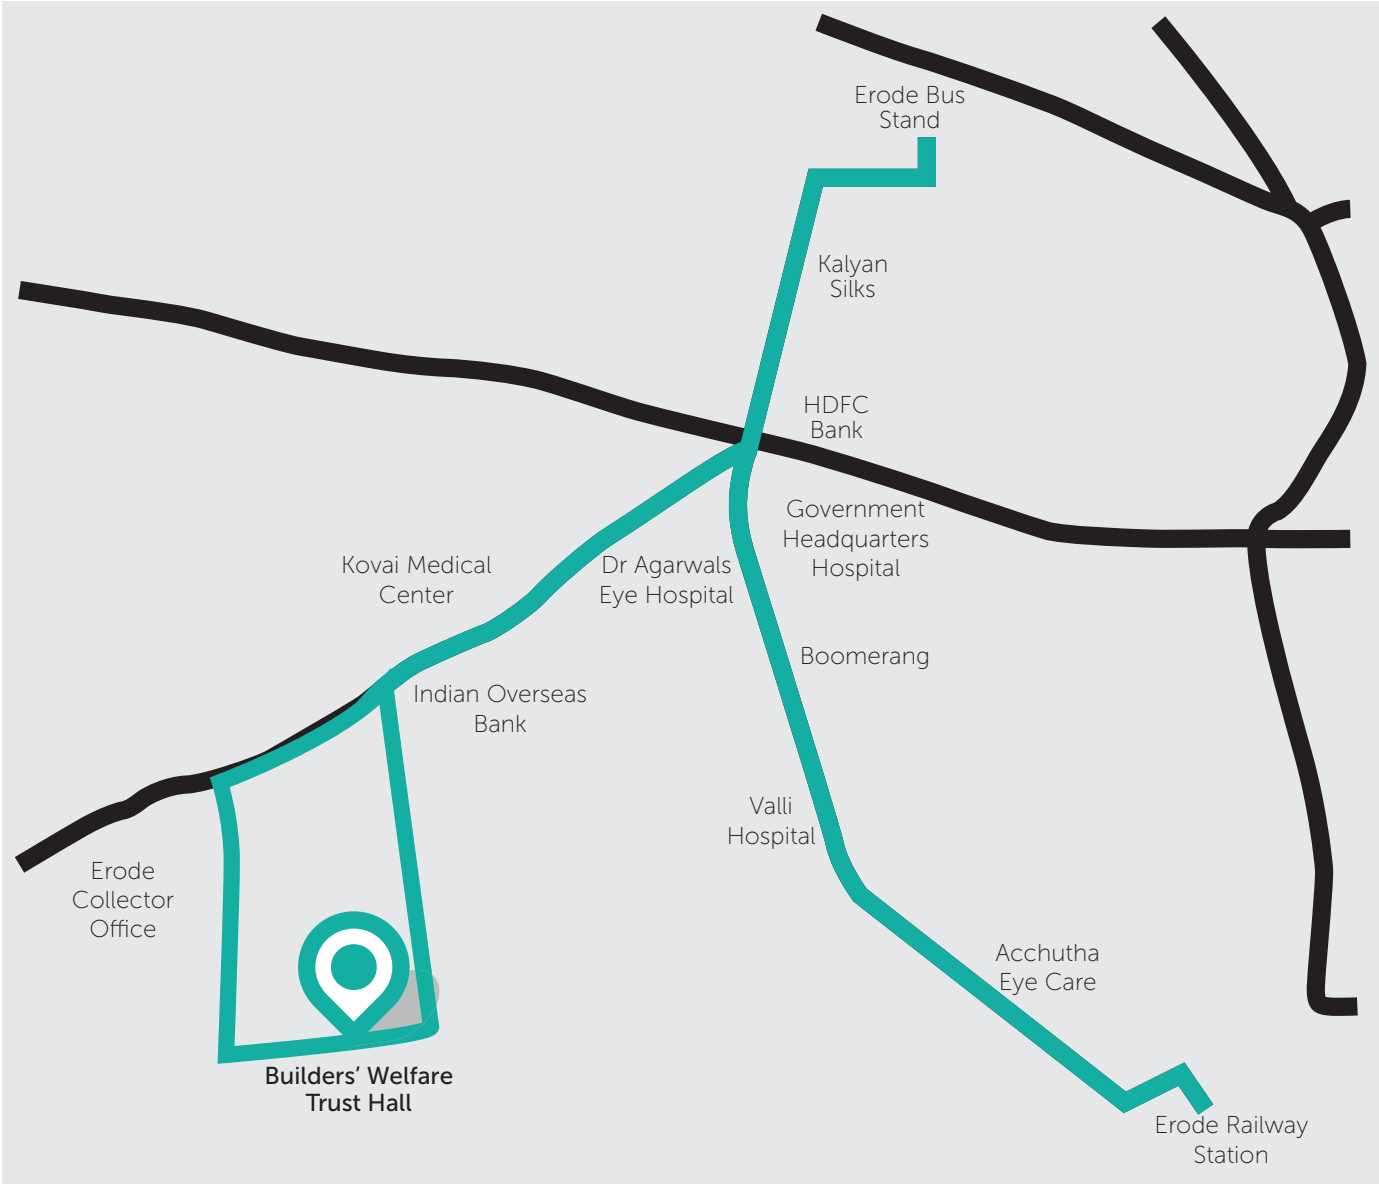 Erode Bus
Stand
Kalyan
Silks
HDFC
Bank
Government
Headquarters
Hospital
Kovai Medical
Center
Dr Agarwals
Eye Hospital
Boomerang
Indian Overseas
Bank
Valli
Hospital
Erode
Collector
Office
Acchutha
Eye Care
Builders’ Welfare
Trust Hall
Erode Railway
Station